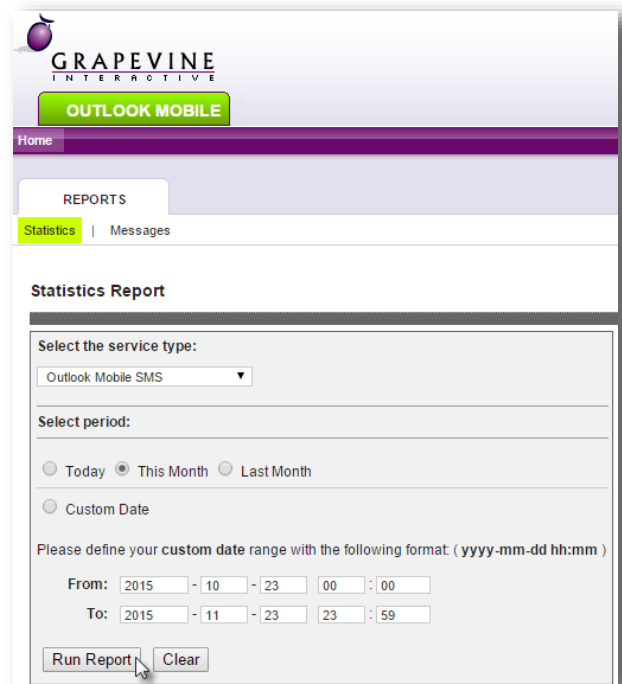 GRAPEVINE
INTERACTIVE
OUTLOOK MOBILE
Home
REPORTS
Statistics | Messages
Statistics Report
Select the service type:
Outlook Mobile SMS
Select period:
Today This Month Last Month
Custom Date
Please define your custom date range with the following format: ( yyyy-mm-dd hh:mm )
From: 2015 - 10 - 23 00 : 00
To: 2015 - 11 - 23 23 : 59
Run Report Clear